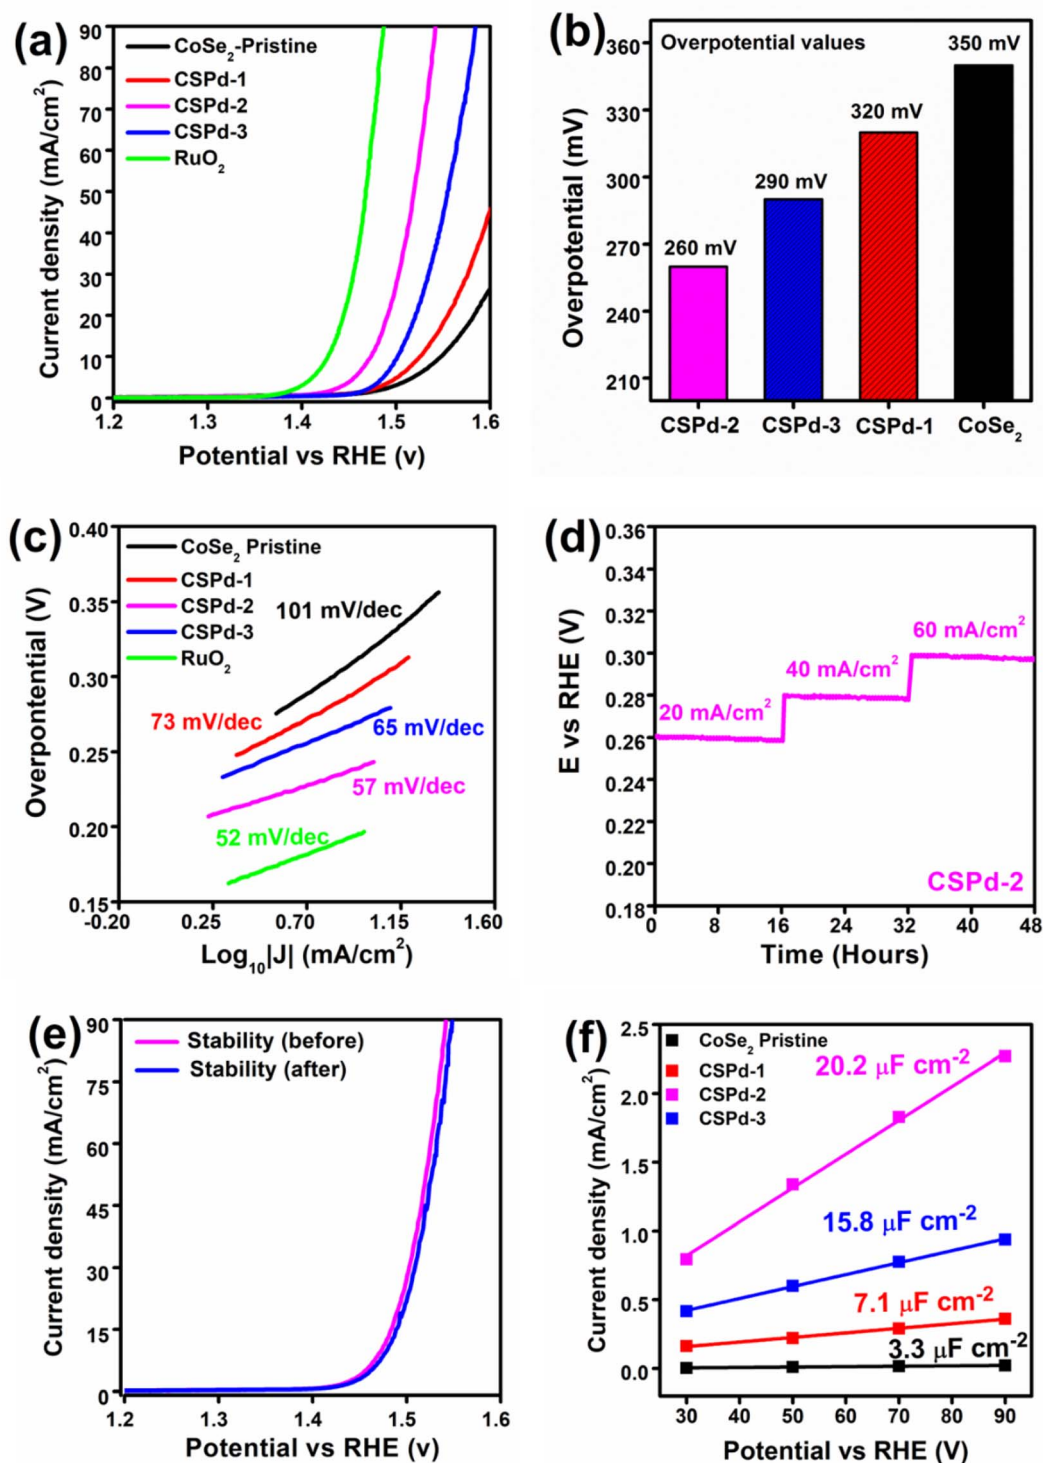 (a)
CoSe₂-Pristine
CSPd-1
CSPd-2
CSPd-3
RuO₂
90
80
70
60
50
40
30
20
10
0
1.2 1.3 1.4 1.5 1.6
Current density (mA/cm²)
Potential vs RHE (v)
(b)
Overpotential values
350 mV
320 mV
290 mV
260 mV
360
330
300
270
240
210
Overpotential (mV)
CSPd-2 CSPd-3 CSPd-1 CoSe₂
(c)
CoSe₂ Pristine
CSPd-1
CSPd-2
CSPd-3
RuO₂
101 mV/dec
73 mV/dec
65 mV/dec
57 mV/dec
52 mV/dec
0.40
0.35
0.30
0.25
0.20
0.15
-0.20 0.25 0.70 1.15 1.60
Overpontential (V)
Log₁₀|J| (mA/cm²)
(d)
60 mA/cm²
40 mA/cm²
20 mA/cm²
CSPd-2
0.36
0.34
0.32
0.30
0.28
0.26
0.24
0.22
0.20
0.18
0 8 16 24 32 40 48
E vs RHE (V)
Time (Hours)
(e)
Stability (before)
Stability (after)
90
75
60
45
30
15
0
1.2 1.3 1.4 1.5 1.6
Current density (mA/cm²)
Potential vs RHE (v)
(f)
CoSe₂ Pristine
CSPd-1
CSPd-2
CSPd-3
20.2 μF cm⁻²
15.8 μF cm⁻²
7.1 μF cm⁻²
3.3 μF cm⁻²
2.5
2.0
1.5
1.0
0.5
0.0
30 40 50 60 70 80 90
Current density (mA/cm²)
Potential vs RHE (V)